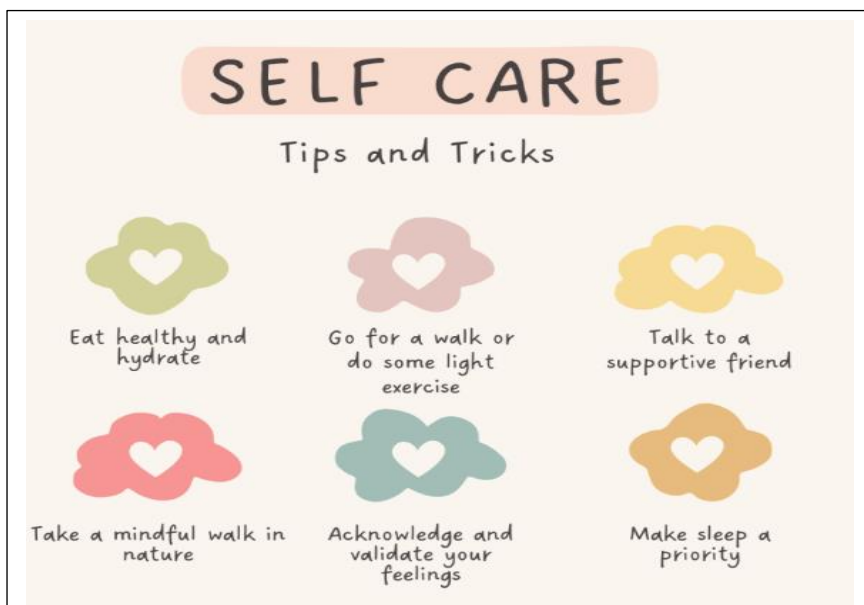 SELF CARE
Tips and Tricks
Eat healthy and
hydrate
Go for a walk or
do some light
exercise
Talk to a
supportive friend
Take a mindful walk in
nature
Acknowledge and
validate your
feelings
Make sleep a
priority